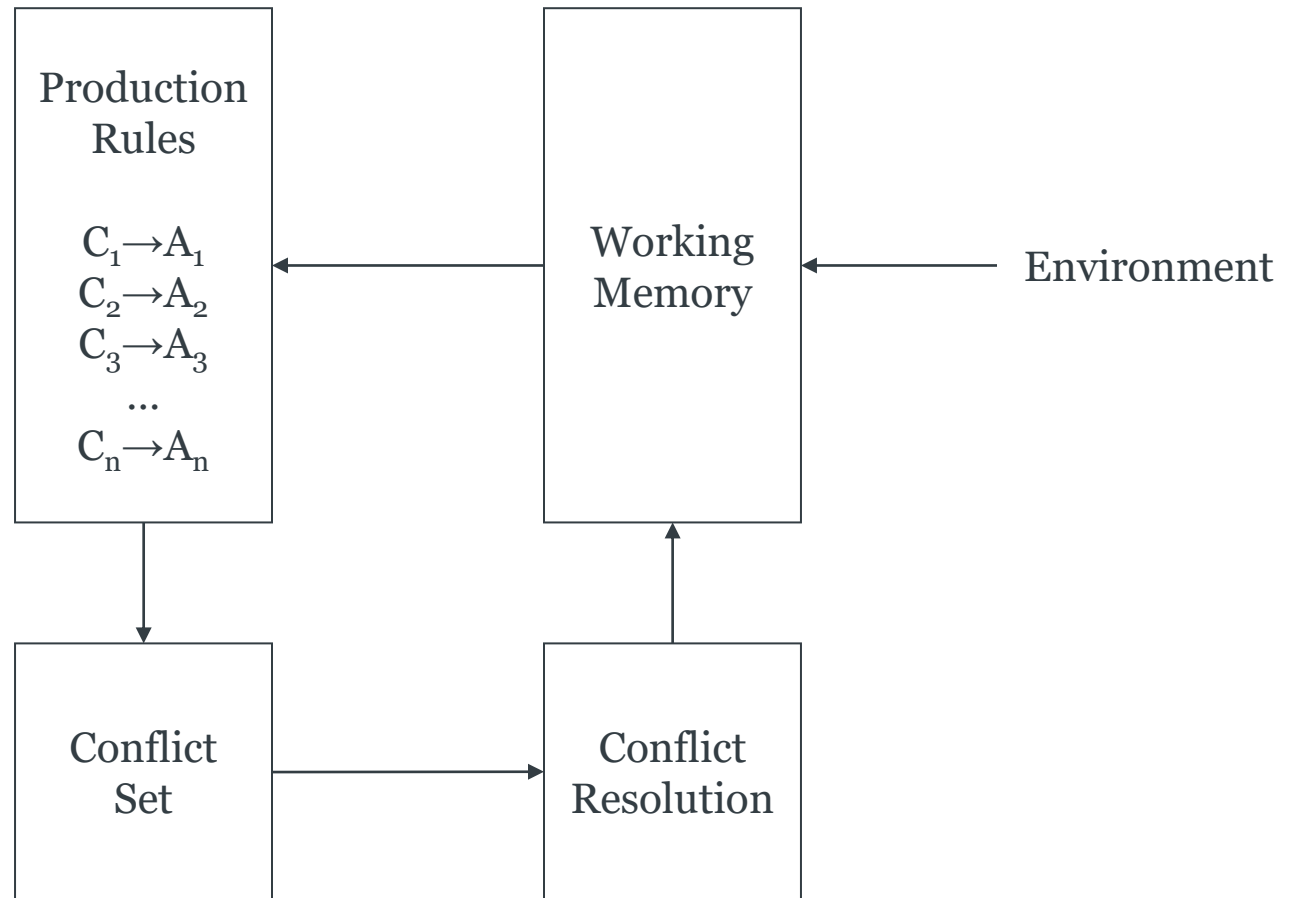 Production
Rules
C₁→A₁
C₂→A₂
C₃→A₃
...
Cₙ→Aₙ
Working
Memory
Environment
Conflict
Set
Conflict
Resolution